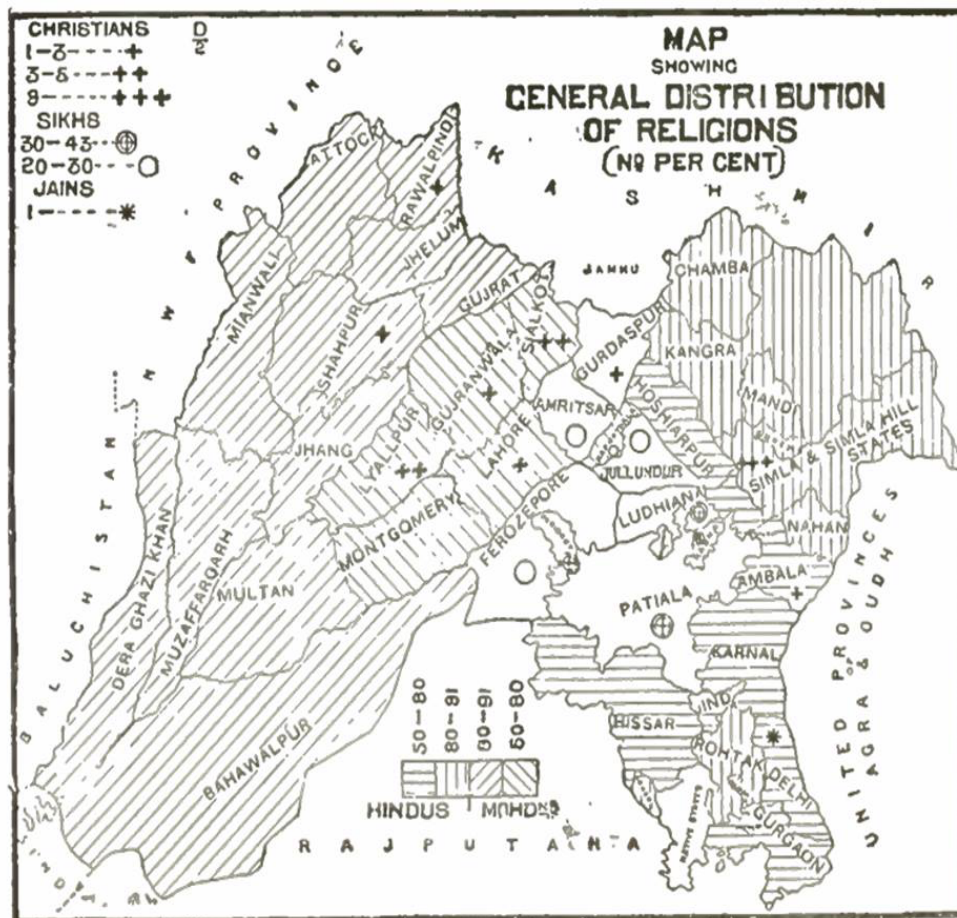 CHRISTIANS
1-3-----+
3-5-----++
9-----+++
SIKHS
30-43---
20-30---
JAINS
1-----*
D/2
MAP
SHOWING
GENERAL DISTRIBUTION
OF RELIGIONS
(NO PER CENT)
N W F PROVINCE
KASHMIR
ATTOCK
RAWALPINDI
JHELUM
JAMMU
CHAMBA
MIANWALI
GUJRAT
SHAHPUR
SIALKOT
GURDASPUR
KANGRA
GUJRANWALA
HOSHIARPUR
MANDI
AMRITSAR
SIMLA & SIMLA HILL
STATES
JHANG
LYALLPUR
LAHORE
JULLUNDUR
BALUCHISTAN
MONTGOMERY
FEROZEPORE
LUDHIANA
NAHAN
DERA GHAZI KHAN
MUZAFFARGARH
MULTAN
AMBALA
PATIALA
UNITED PROVINCES
OF
AGRA & OUDH
KARNAL
BAHAWALPUR
JIND
HISSAR
ROHTAK
DELHI
GURGAON
NATIVE STATES
50-80
80-91
80-91
50-80
HINDUS
MOHDNS
RAJPUTANA